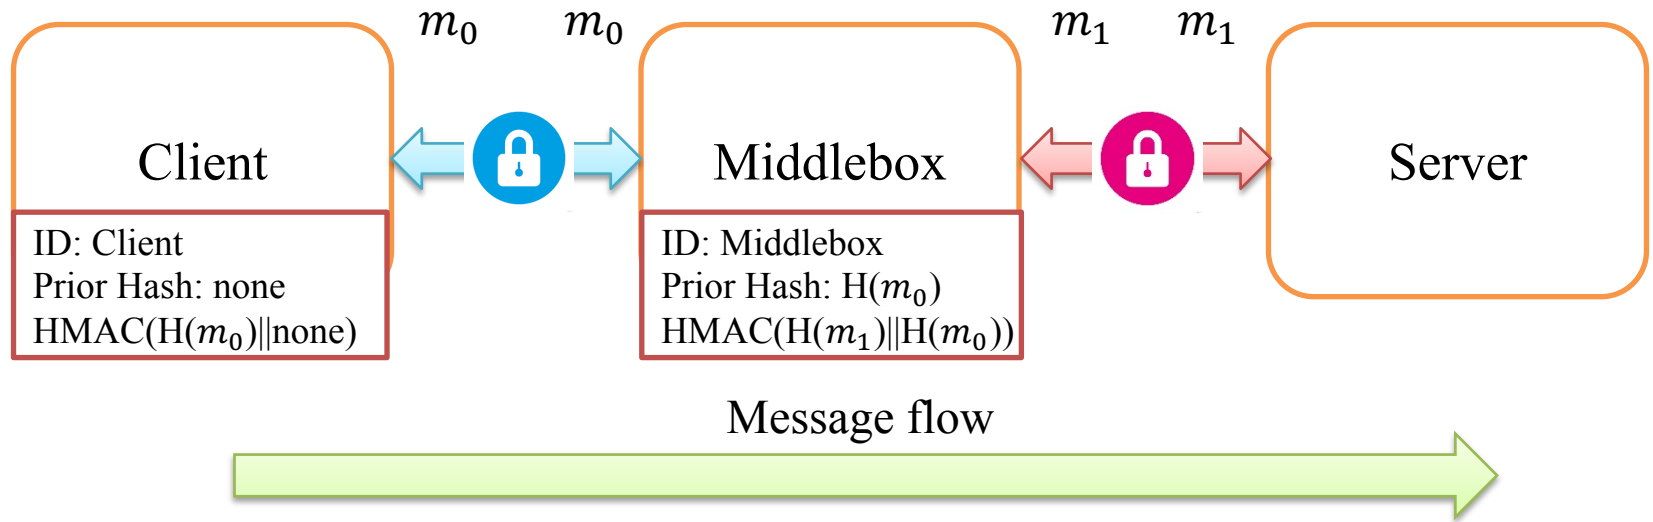 m₀ m₀ m₁ m₁
Client Middlebox Server
ID: Client
Prior Hash: none
HMAC(H(m₀)||none)
ID: Middlebox
Prior Hash: H(m₀)
HMAC(H(m₁)||H(m₀))
Message flow